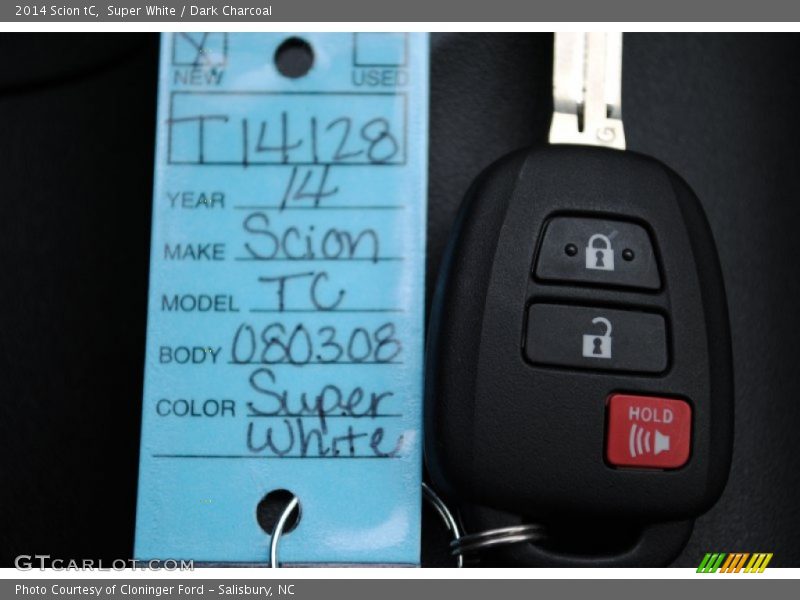 2014 Scion tC,  Super White / Dark Charcoal
NEW USED
T14128
YEAR 14
MAKE Scion
MODEL TC
BODY 080308
COLOR Super
White
G
HOLD
GTCARLOT.COM
Photo Courtesy of Cloninger Ford – Salisbury, NC